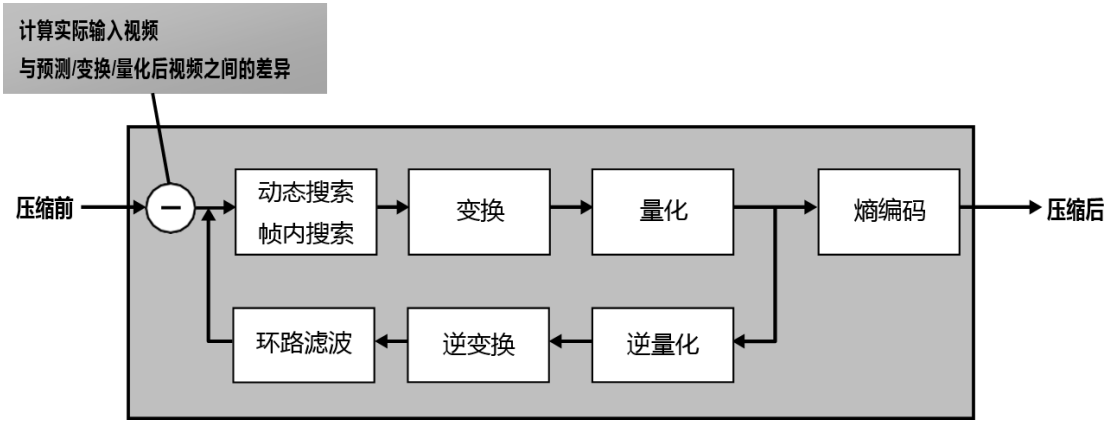 计算实际输入视频
与预测/变换/量化后视频之间的差异
压缩前
动态搜索
帧内搜索
变换
量化
熵编码
压缩后
环路滤波
逆变换
逆量化